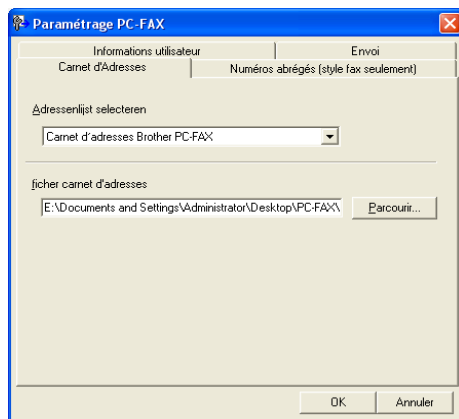 Paramétrage PC-FAX
Informations utilisateur
Envoi
Carnet d'Adresses
Numéros abrégés (style fax seulement)
Adressenlijst selecteren
Carnet d'adresses Brother PC-FAX
ficher carnet d'adresses
E:\Documents and Settings\Administrator\Desktop\PC-FAX\
Parcourir...
OK
Annuler